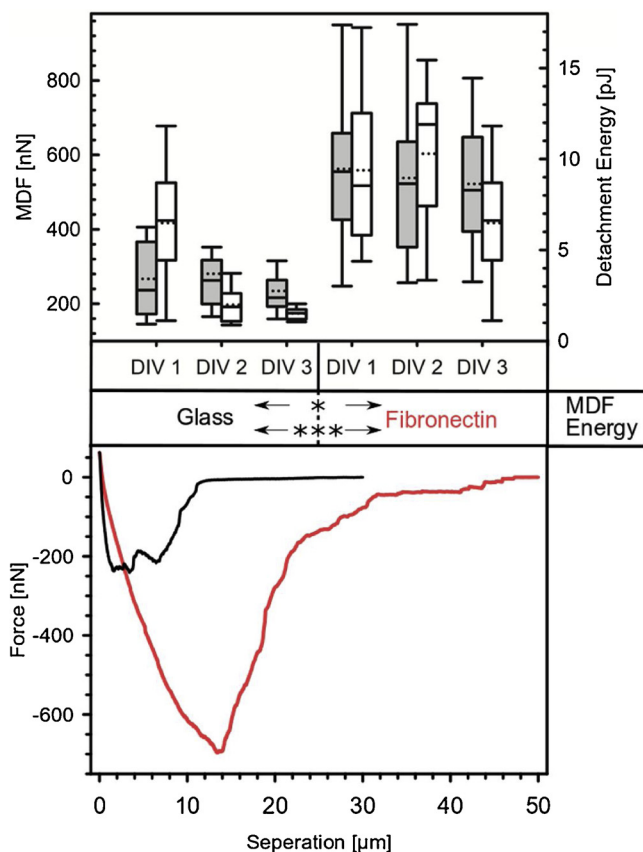 MDF [nN]
800
600
400
200
Detachment Energy [pJ]
15
10
5
0
DIV 1 DIV 2 DIV 3 DIV 1 DIV 2 DIV 3
Glass * Fibronectin MDF
*** Energy
Force [nN]
0
-200
-400
-600
0 10 20 30 40 50
Seperation [µm]